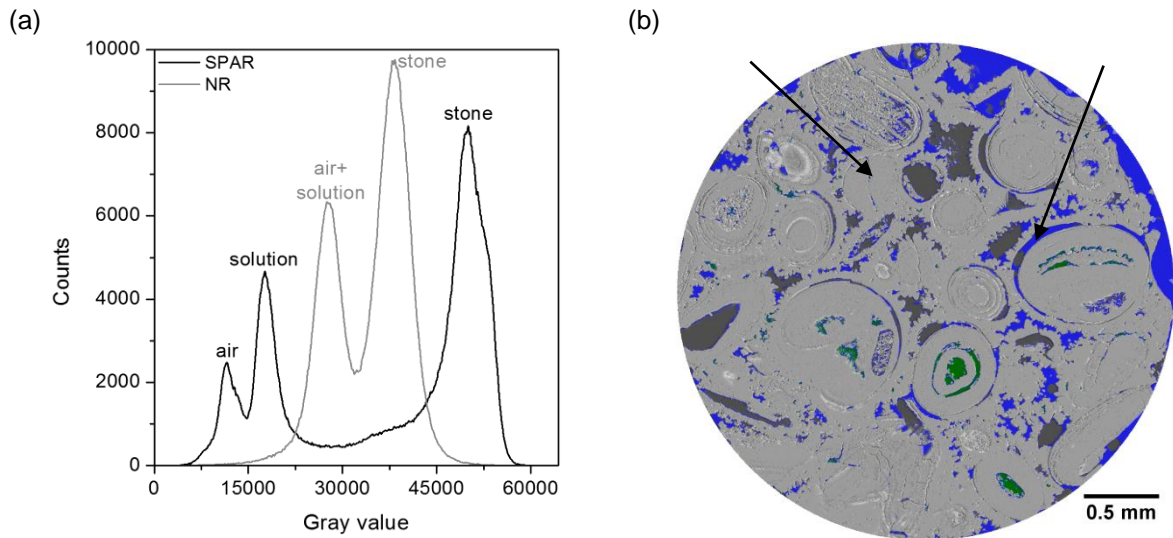 (a)
(b)
10000
8000
6000
4000
2000
0
Counts
SPAR
NR
stone
stone
air+
solution
solution
air
0
15000
30000
45000
60000
Gray value
0.5 mm